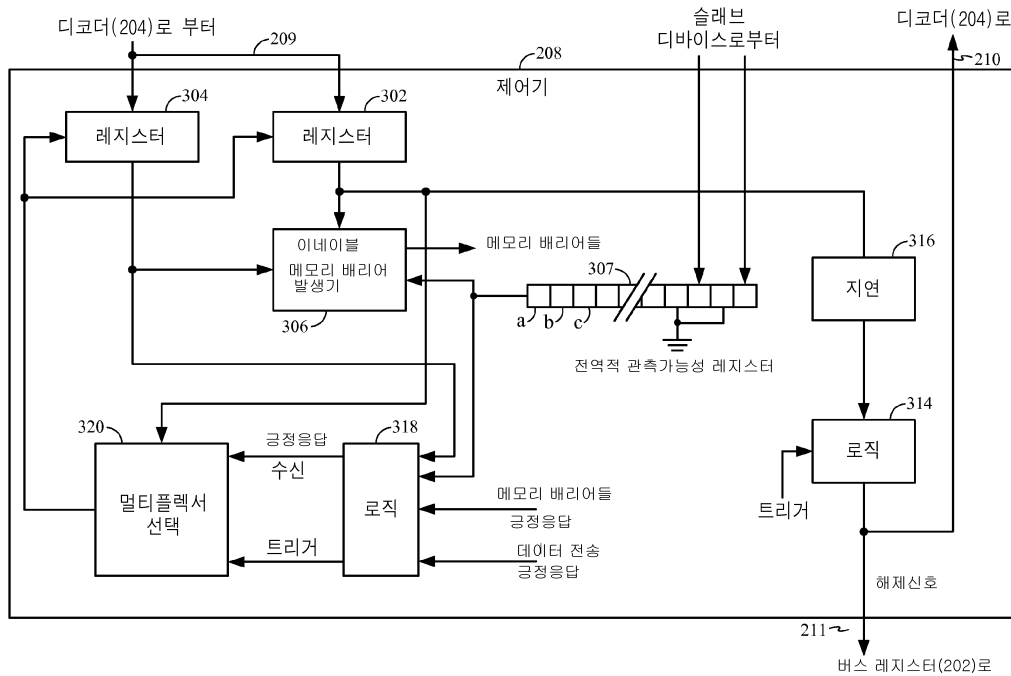 디코더(204)로 부터
209
슬래브
디바이스로부터
디코더(204)로
208
210
제어기
304
레지스터
302
레지스터
이네이블
메모리 배리어
발생기
306
메모리 배리어들
307
a
b
c
전역적 관측가능성 레지스터
316
지연
314
로직
트리거
320
멀티플렉서
선택
긍정응답
수신
트리거
318
로직
메모리 배리어들
긍정응답
데이터 전송
긍정응답
해제신호
211
버스 레지스터(202)로